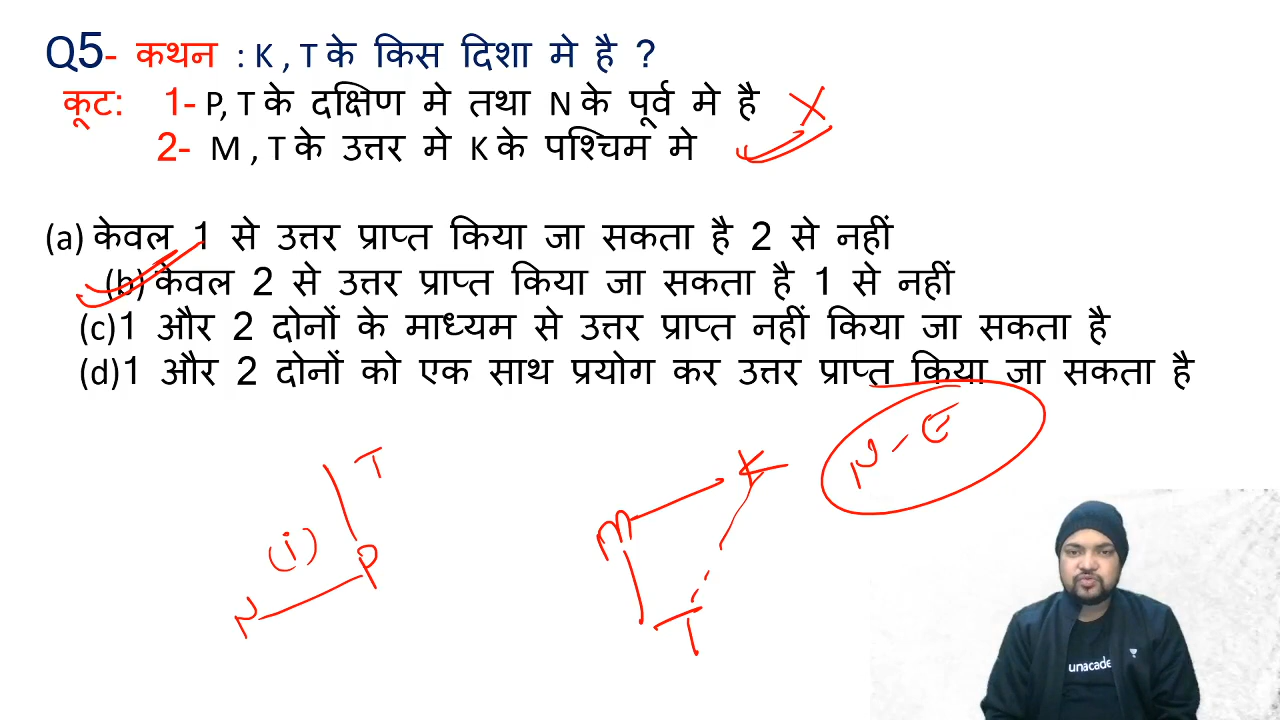 Q5- कथन : K , T के किस दिशा मे है ?
कूट: 1- P, T के दक्षिण मे तथा N के पूर्व मे है
2- M , T के उत्तर मे K के पश्चिम मे
(a) केवल 1 से उत्तर प्राप्त किया जा सकता है 2 से नहीं
(b) केवल 2 से उत्तर प्राप्त किया जा सकता है 1 से नहीं
(c)1 और 2 दोनों के माध्यम से उत्तर प्राप्त नहीं किया जा सकता है
(d)1 और 2 दोनों को एक साथ प्रयोग कर उत्तर प्राप्त किया जा सकता है
N - E
T
K
(i)
M
P
N
T
unacade